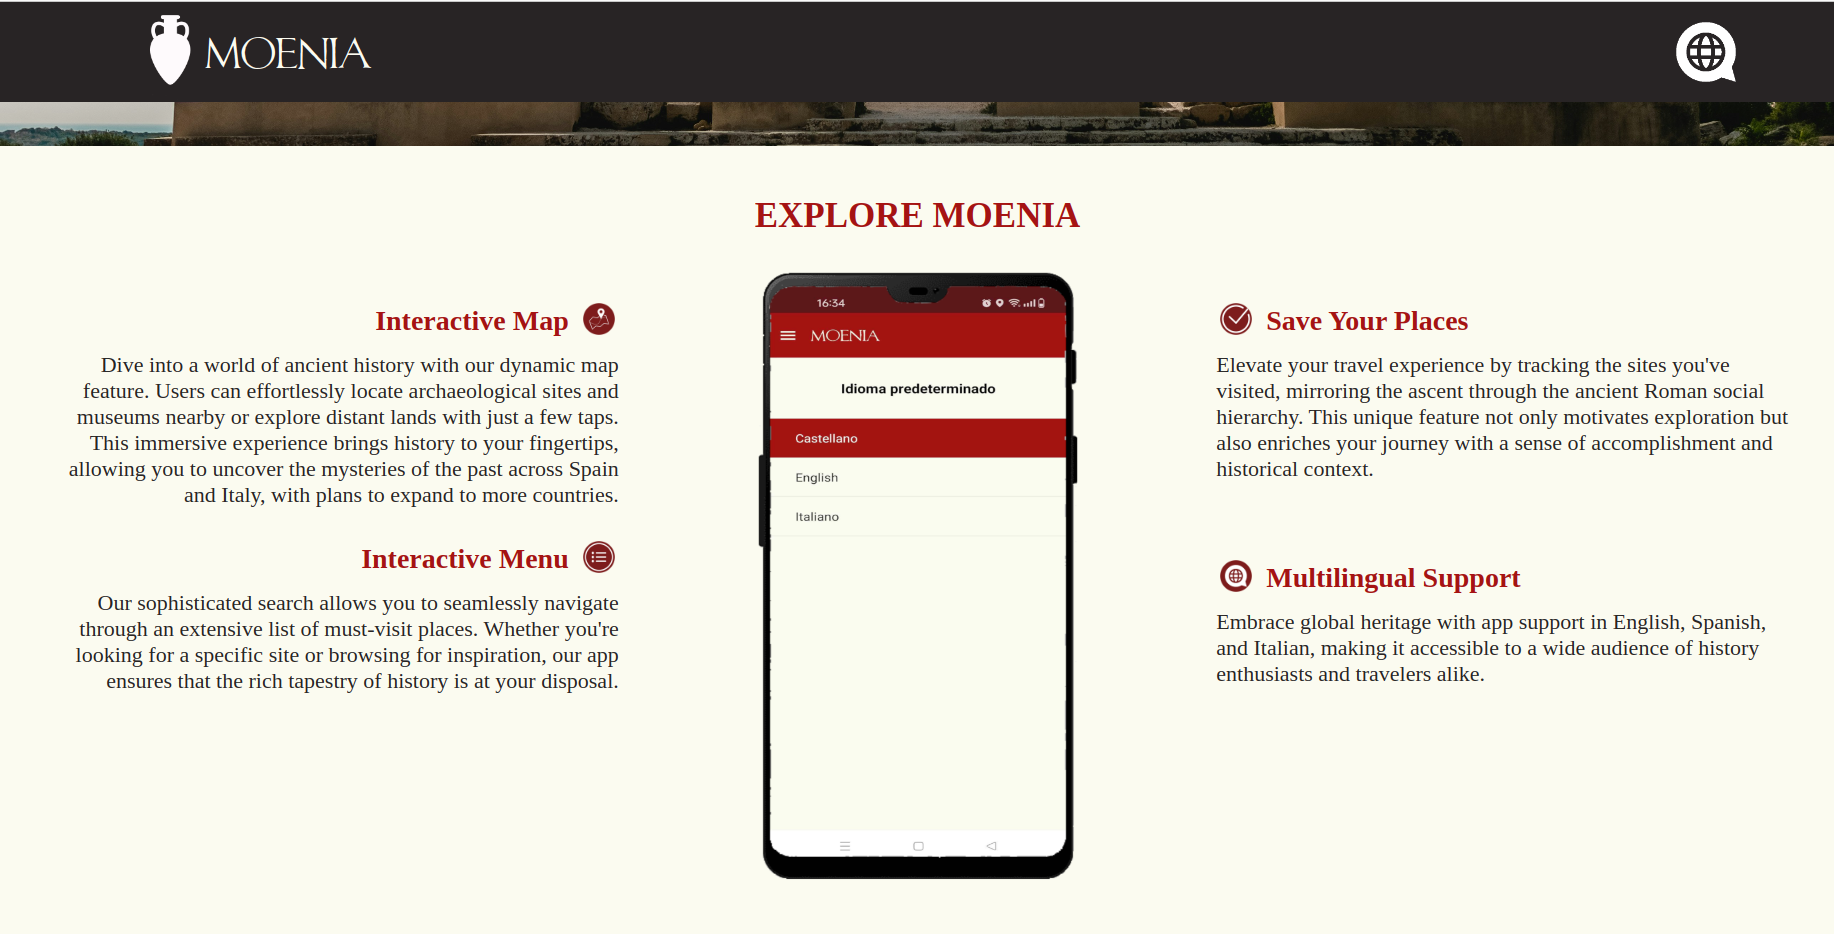 MOENIA
EXPLORE MOENIA
Interactive Map
Dive into a world of ancient history with our dynamic map
feature. Users can effortlessly locate archaeological sites and
museums nearby or explore distant lands with just a few taps.
This immersive experience brings history to your fingertips,
allowing you to uncover the mysteries of the past across Spain
and Italy, with plans to expand to more countries.
Interactive Menu
Our sophisticated search allows you to seamlessly navigate
through an extensive list of must-visit places. Whether you're
looking for a specific site or browsing for inspiration, our app
ensures that the rich tapestry of history is at your disposal.
16:34
MOENIA
Idioma predeterminado
Castellano
English
Italiano
Save Your Places
Elevate your travel experience by tracking the sites you've
visited, mirroring the ascent through the ancient Roman social
hierarchy. This unique feature not only motivates exploration but
also enriches your journey with a sense of accomplishment and
historical context.
Multilingual Support
Embrace global heritage with app support in English, Spanish,
and Italian, making it accessible to a wide audience of history
enthusiasts and travelers alike.